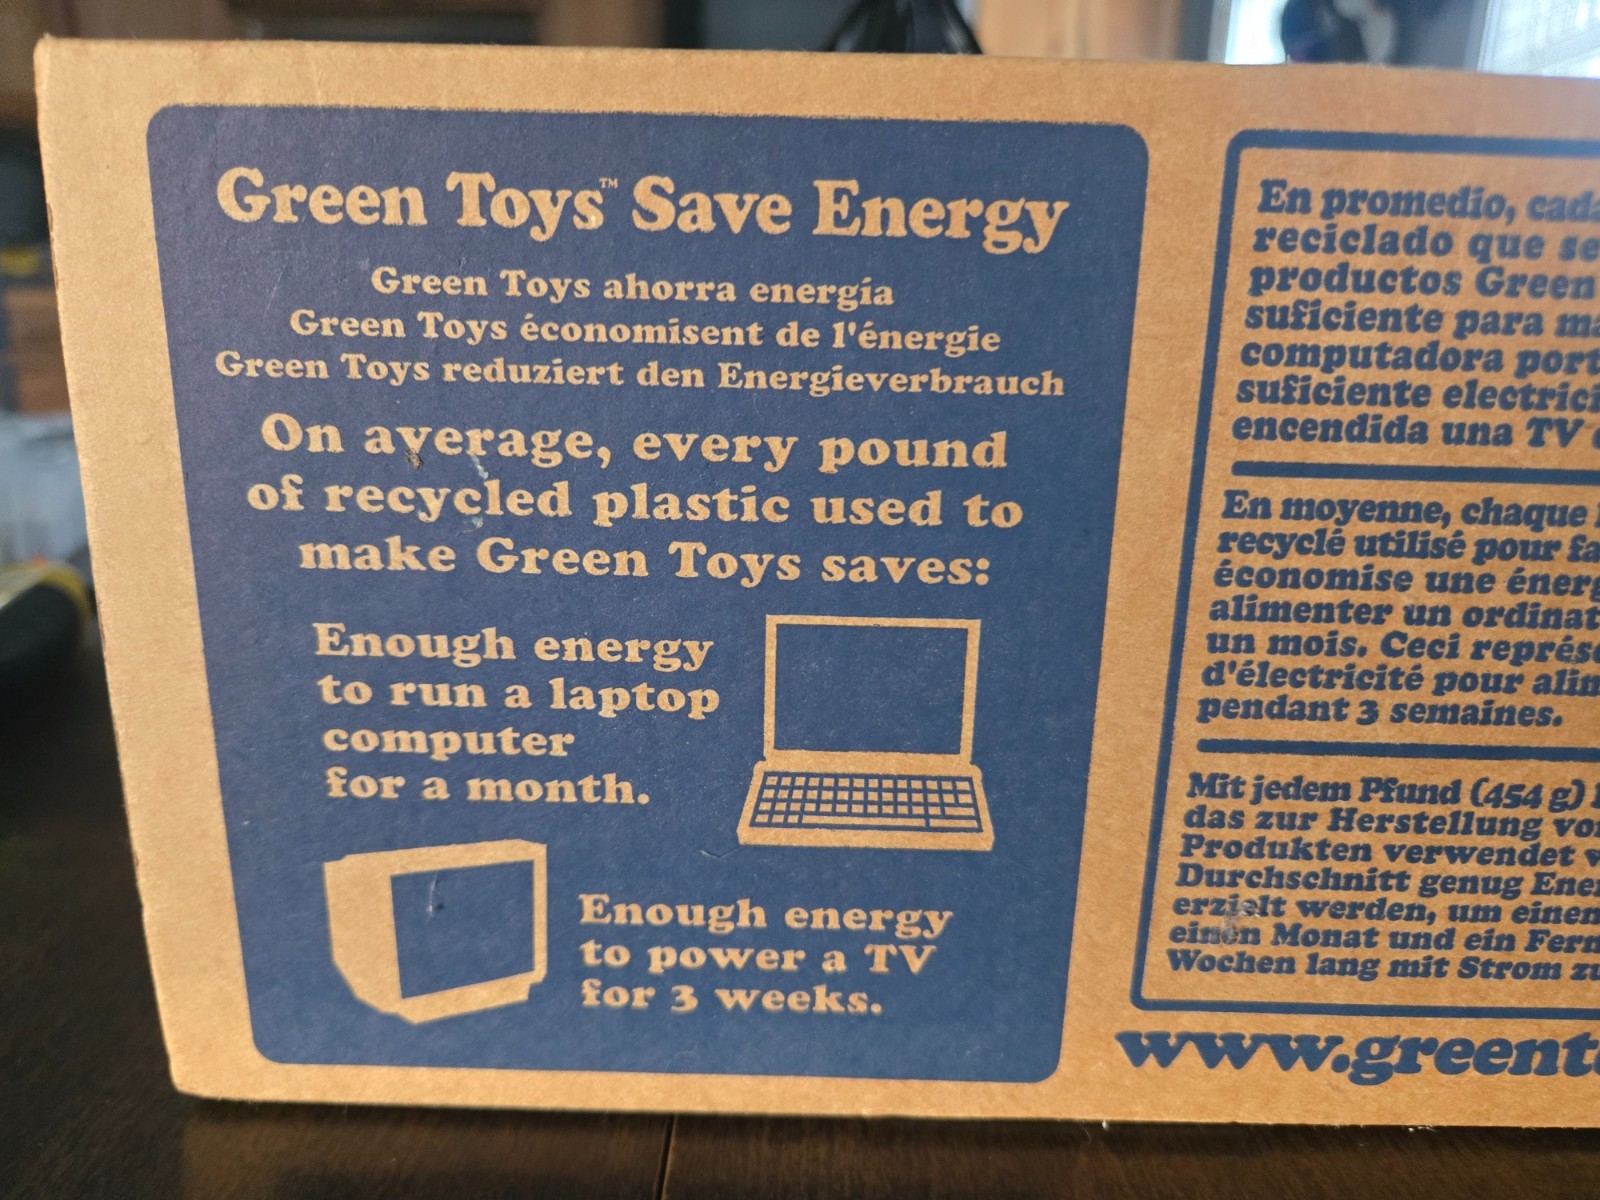 Green Toys™ Save Energy
Green Toys ahorra energía
Green Toys économisent de l'énergie
Green Toys reduziert den Energieverbrauch
On average, every pound
of recycled plastic used to
make Green Toys saves:
Enough energy
to run a laptop
computer
for a month.
Enough energy
to power a TV
for 3 weeks.
En promedio, cada
reciclado que se
productos Green
suficiente para
computadora
suficiente
encendida una TV
En moyenne, chaque
recyclé utilisé pour
économise une
alimenter un
un mois. Ceci
d'électricité pour
pendant 3 semaines.
Mit jedem Pfund (454 g)
das zur Herstellung
Produkten verwendet
Durchschnitt genug
erzielt werden, um einen
einen Monat und ein
Wochen lang mit Strom
www.greent